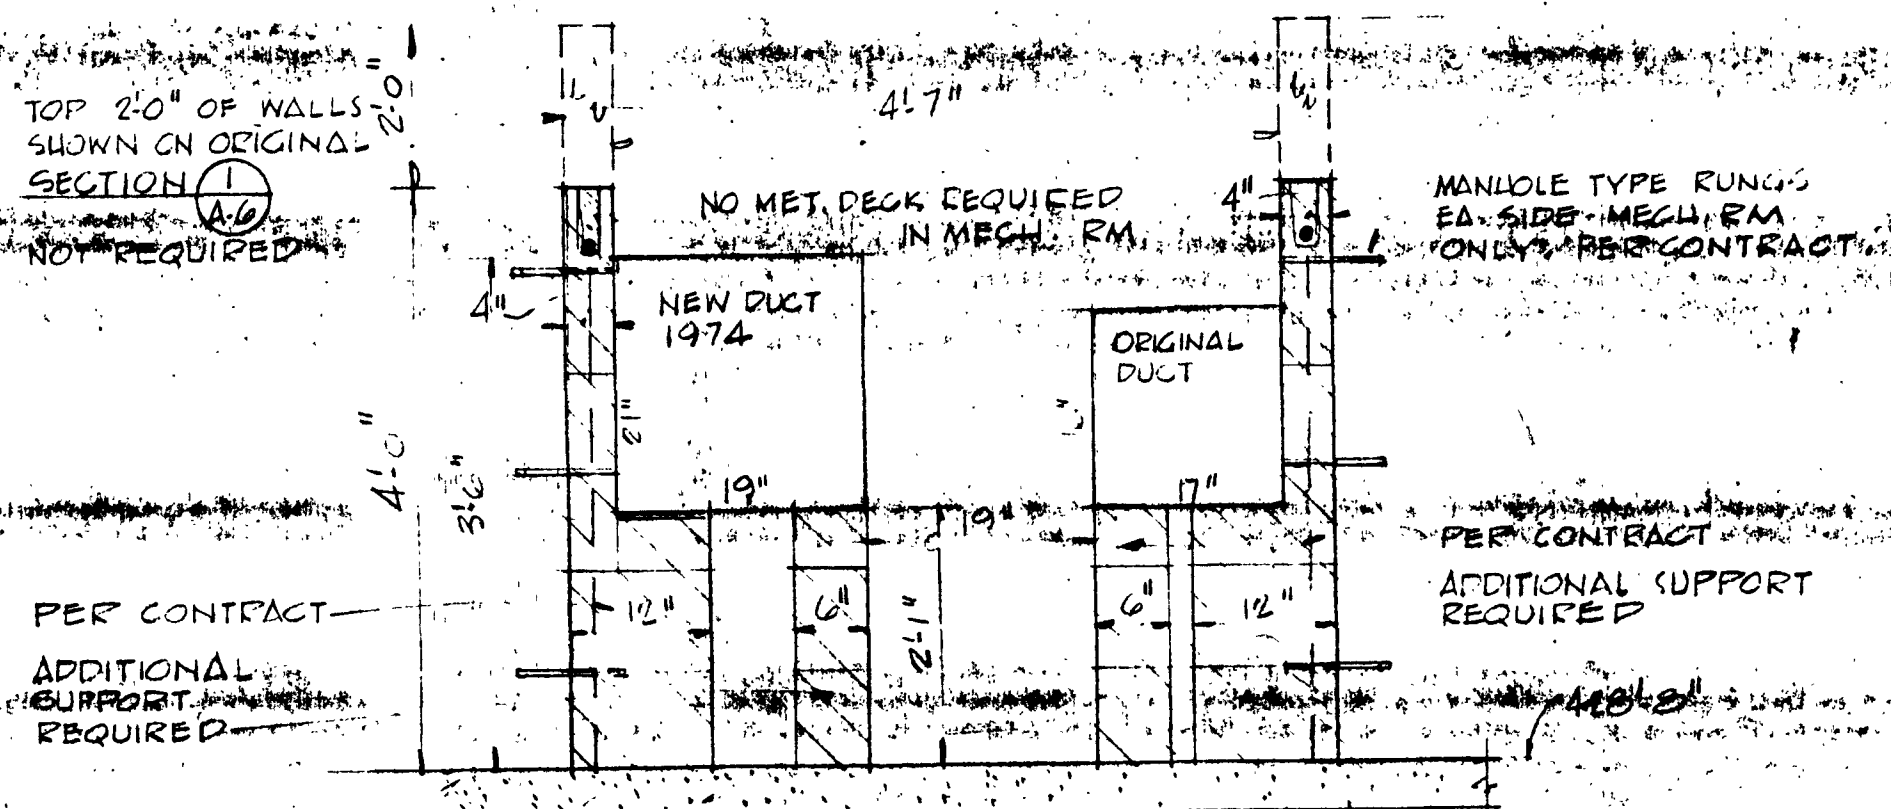 TOP 2'-0" OF WALLS
SHOWN ON ORIGINAL
SECTION 1
A-6
NOT REQUIRED
2'-0"
4'-7"
NO MET. DECK REQUIRED
IN MECH. RM.
4"
MANHOLE TYPE RUNGS
EA. SIDE MECH. RM
ONLY. PER CONTRACT.
4"
NEW DUCT
1974
ORIGINAL
DUCT
21"
4'-0"
3'-6"
19"
19"
17"
PER CONTRACT
ADDITIONAL SUPPORT
REQUIRED
PER CONTRACT
12"
6"
2'-1"
6"
12"
ADDITIONAL
SUPPORT
REQUIRED
428'-8"